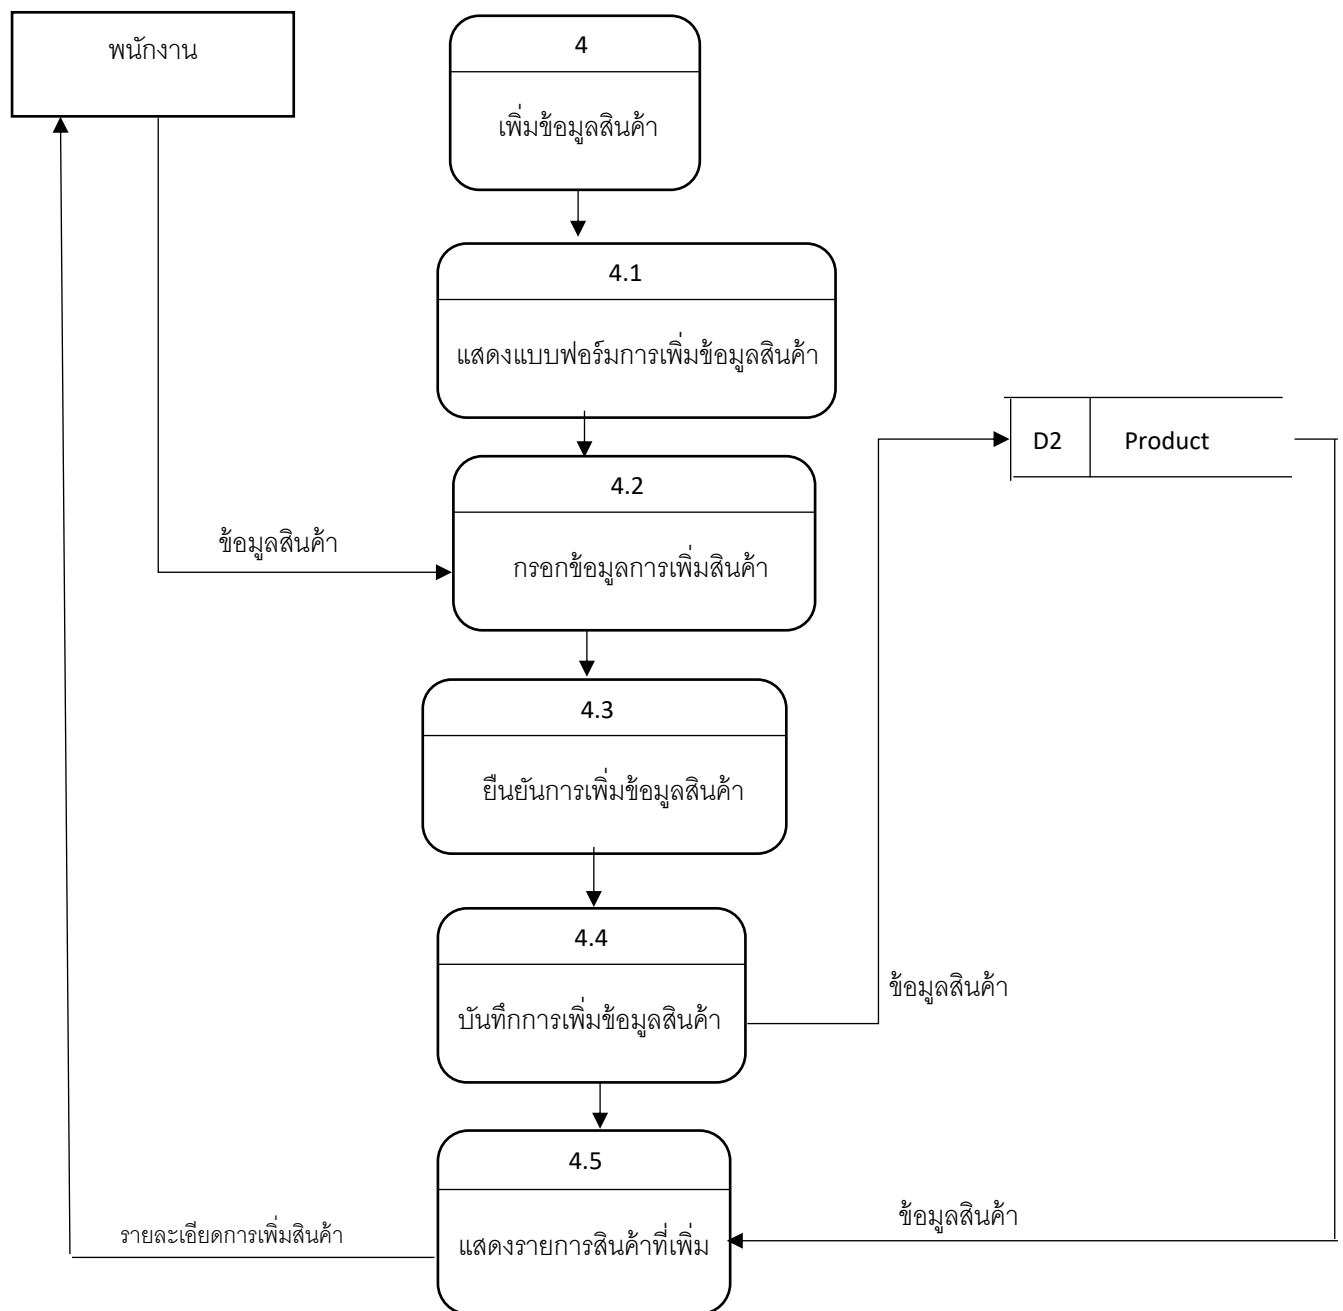 พนักงาน
4
เพิ่มข้อมูลสินค้า
4.1
แสดงแบบฟอร์มการเพิ่มข้อมูลสินค้า
D2 Product
4.2
ข้อมูลสินค้า
กรอกข้อมูลการเพิ่มสินค้า
4.3
ยืนยันการเพิ่มข้อมูลสินค้า
4.4
ข้อมูลสินค้า
บันทึกการเพิ่มข้อมูลสินค้า
4.5
ข้อมูลสินค้า
รายละเอียดการเพิ่มสินค้า
แสดงรายการสินค้าที่เพิ่ม